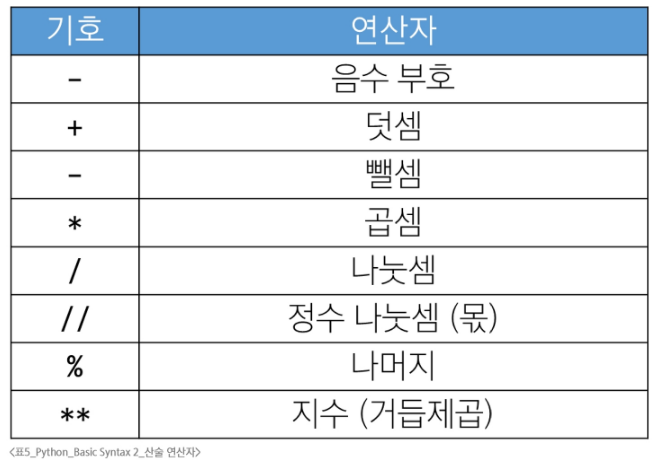 기호 연산자
- 음수 부호
+ 덧셈
- 뺄셈
* 곱셈
/ 나눗셈
// 정수 나눗셈 (몫)
% 나머지
** 지수 (거듭제곱)
<표5_Python_Basic Syntax 2_산술 연산자>